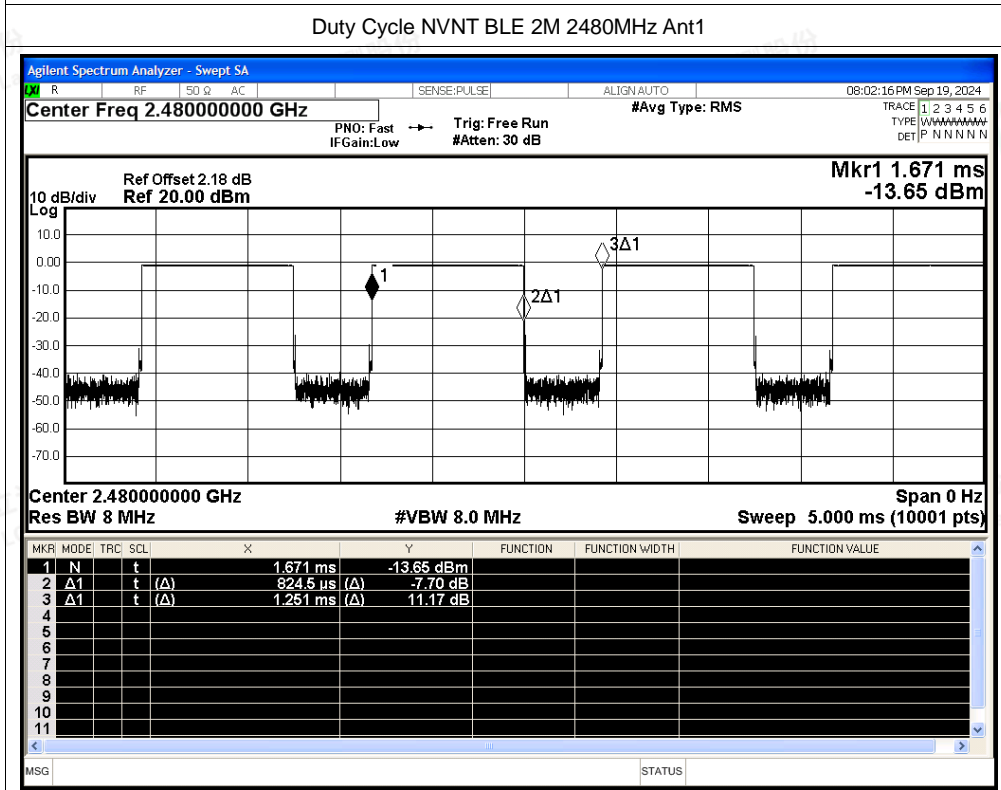 Duty Cycle NVNT BLE 2M 2480MHz Ant1
Agilent Spectrum Analyzer - Swept SA
LXI R RF 50 Ω AC SENSE:PULSE ALIGN AUTO 08:02:16 PM Sep 19, 2024
Center Freq 2.480000000 GHz #Avg Type: RMS TRACE 1 2 3 4 5 6
PNO: Fast Trig: Free Run TYPE WWWWWW
IFGain:Low #Atten: 30 dB DET P N N N N N
Mkr1 1.671 ms
Ref Offset 2.18 dB
10 dB/div Ref 20.00 dBm -13.65 dBm
Log
10.0
3Δ1
0.00
1
-10.0
2Δ1
-20.0
-30.0
-40.0
-50.0
-60.0
-70.0
Center 2.480000000 GHz Span 0 Hz
Res BW 8 MHz #VBW 8.0 MHz Sweep 5.000 ms (10001 pts)
MKR MODE TRC SCL X Y FUNCTION FUNCTION WIDTH FUNCTION VALUE
1 N t 1.671 ms -13.65 dBm
2 Δ1 t (Δ) 824.5 µs (Δ) -7.70 dB
3 Δ1 t (Δ) 1.251 ms (Δ) 11.17 dB
4
5
6
7
8
9
10
11
MSG STATUS